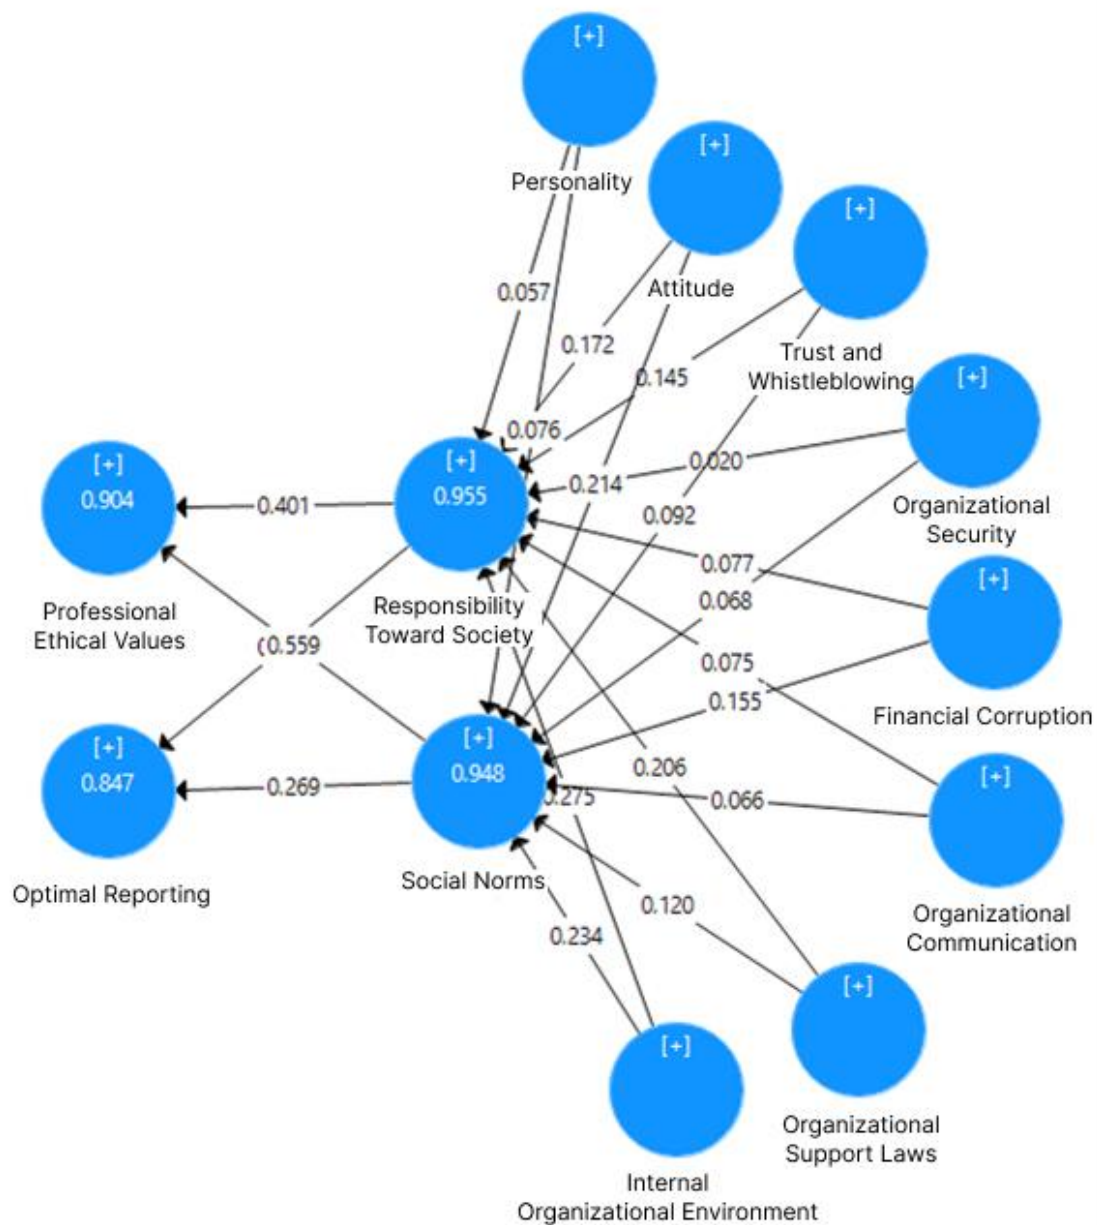 [+]
Personality
[+]
Attitude
[+]
Trust and
Whistleblowing
[+]
Organizational
Security
[+]
Financial Corruption
[+]
Organizational
Communication
[+]
Organizational
Support Laws
[+]
Internal
Organizational Environment
[+]
0.955
Responsibility
Toward Society
[+]
0.948
Social Norms
[+]
0.904
Professional
Ethical Values
[+]
0.847
Optimal Reporting
0.057
0.172
0.145
0.076
0.020
0.214
0.092
0.401
0.077
0.068
0.559
0.075
0.155
0.206
0.269
0.275
0.066
0.120
0.234